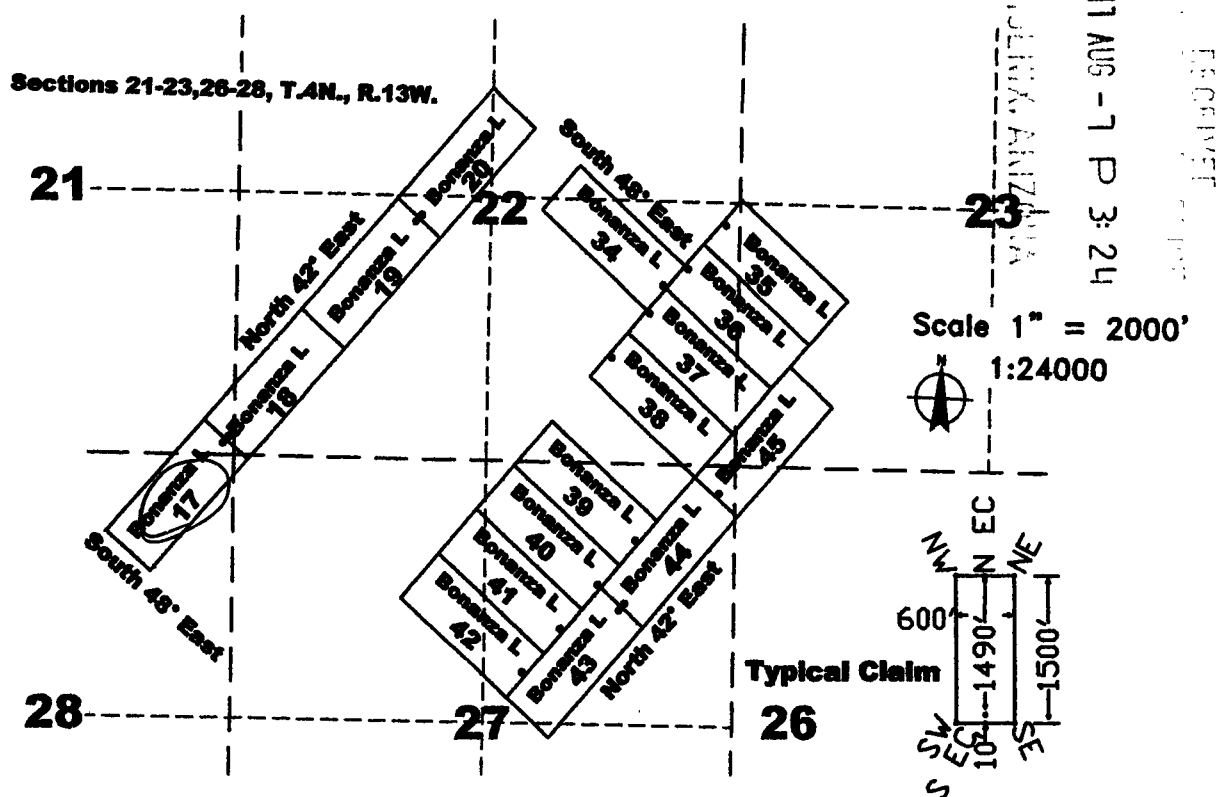 Sections 21-23,26-28, T.4N., R.13W.
21
22
23
28
27
26
North 42° East
South 48° East
South 48° East
North 42° East
Bonanza L
20
Bonanza L
19
Bonanza L
18
Bonanza L
17
Bonanza L
34
Bonanza L
35
Bonanza L
36
Bonanza L
37
Bonanza L
38
Bonanza L
45
Bonanza L
39
Bonanza L
40
Bonanza L
41
Bonanza L
42
Bonanza L
44
Bonanza L
43
Scale 1" = 2000'
1:24000
N
Typical Claim
NW
N EC
NE
600'
1490'
1500'
10'
SW
S EC
SE
AUG -7 P 3:24